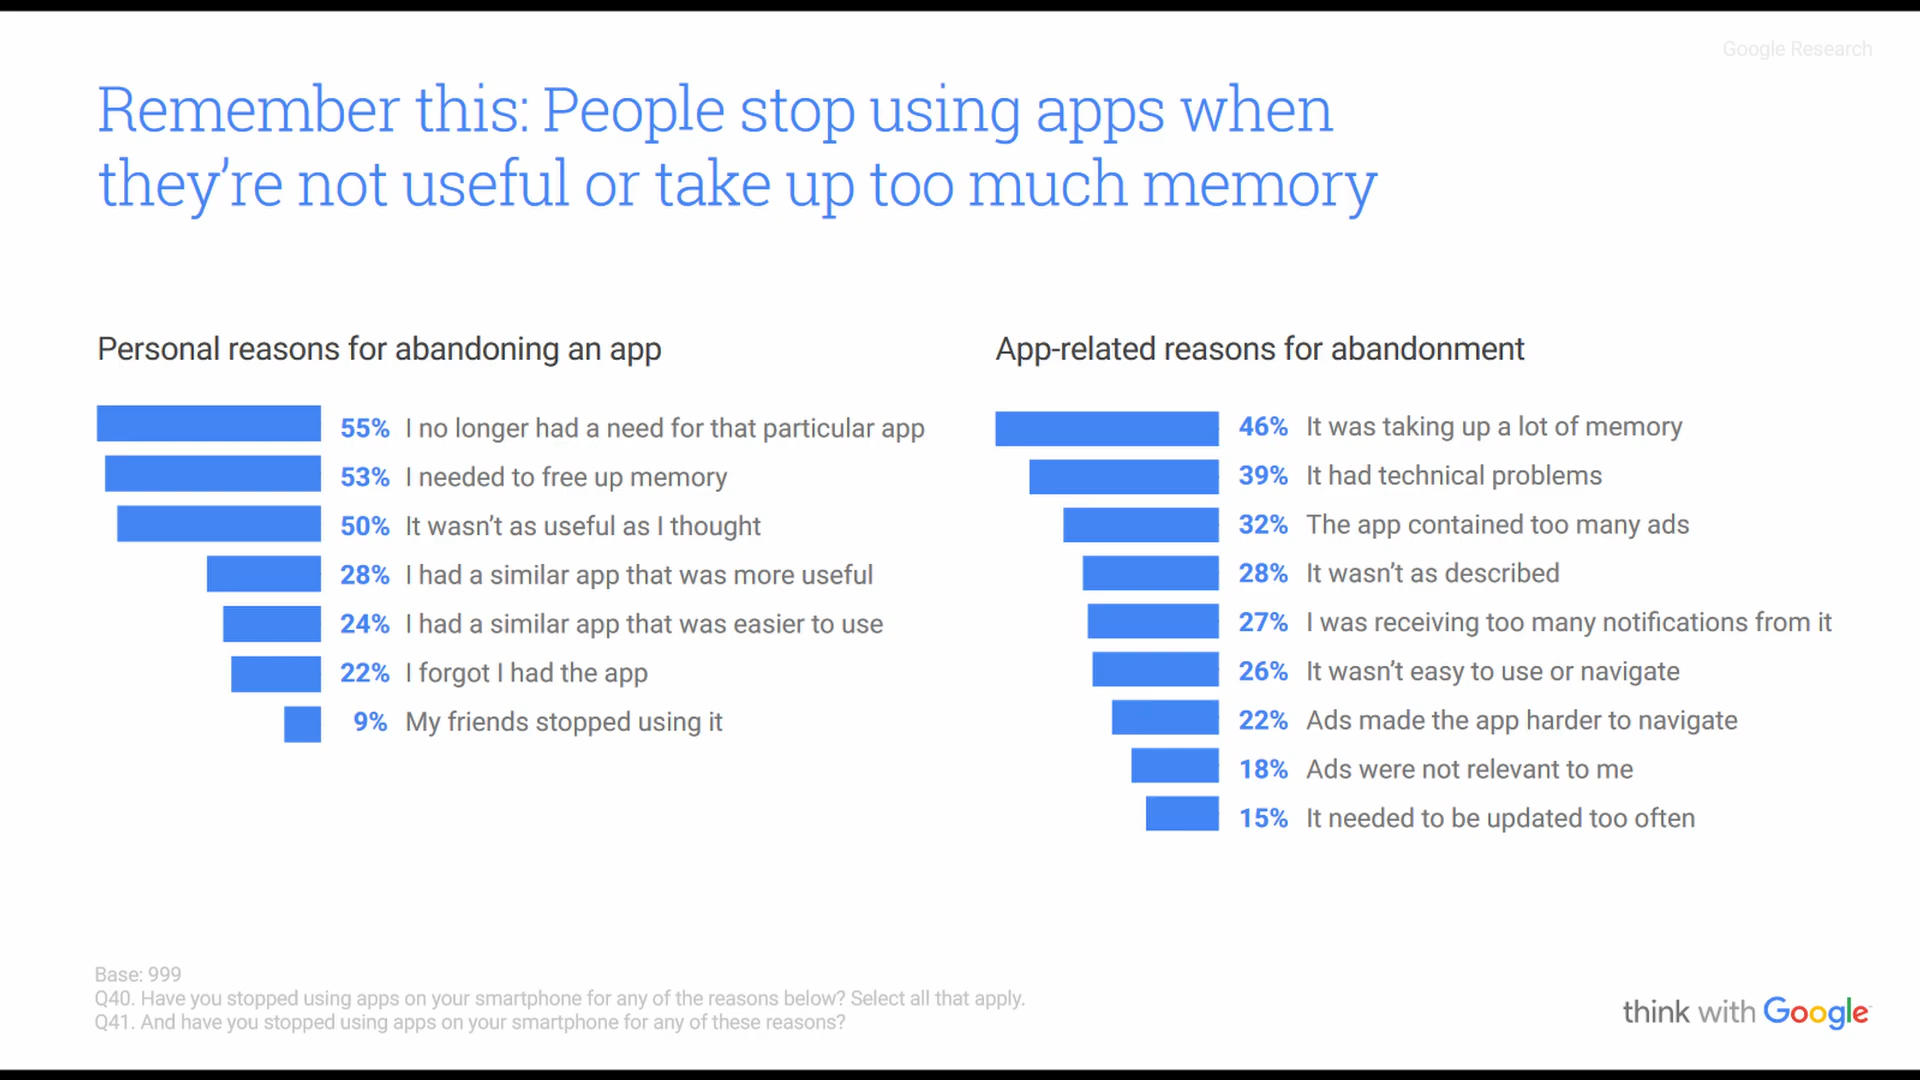 Google Research
Remember this: People stop using apps when
they’re not useful or take up too much memory
Personal reasons for abandoning an app
55% I no longer had a need for that particular app
53% I needed to free up memory
50% It wasn’t as useful as I thought
28% I had a similar app that was more useful
24% I had a similar app that was easier to use
22% I forgot I had the app
9% My friends stopped using it
App-related reasons for abandonment
46% It was taking up a lot of memory
39% It had technical problems
32% The app contained too many ads
28% It wasn’t as described
27% I was receiving too many notifications from it
26% It wasn’t easy to use or navigate
22% Ads made the app harder to navigate
18% Ads were not relevant to me
15% It needed to be updated too often
Base: 999
Q40. Have you stopped using apps on your smartphone for any of the reasons below? Select all that apply.
Q41. And have you stopped using apps on your smartphone for any of these reasons?
think with Google